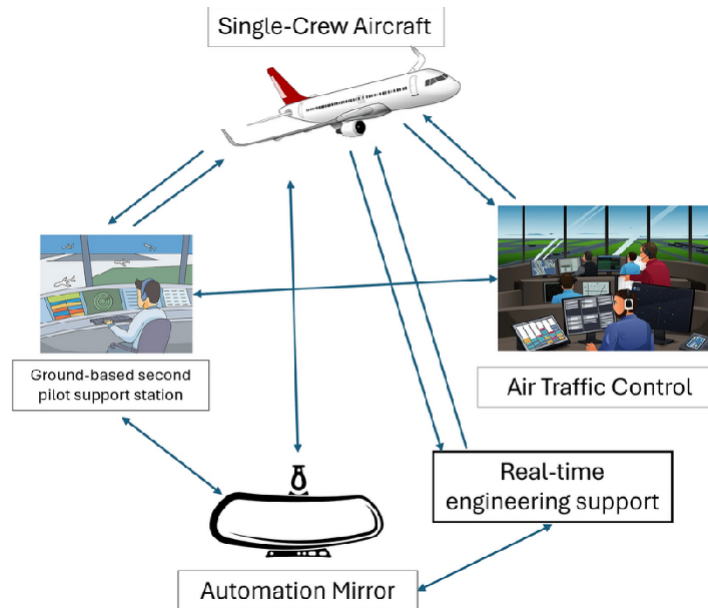 Single-Crew Aircraft
Ground-based second
pilot support station
Air Traffic Control
Real-time
engineering support
Automation Mirror